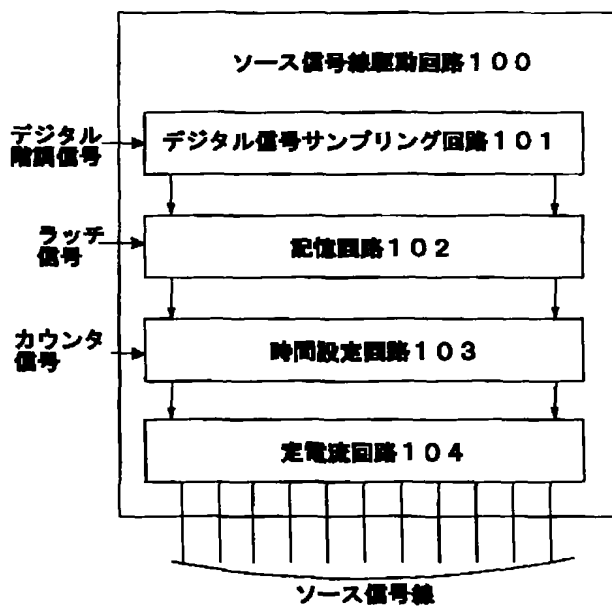 ソース信号線駆動回路100
デジタル
階調信号
デジタル信号サンプリング回路101
ラッチ
信号
記憶回路102
カウンタ
信号
時間設定回路103
定電流回路104
ソース信号線